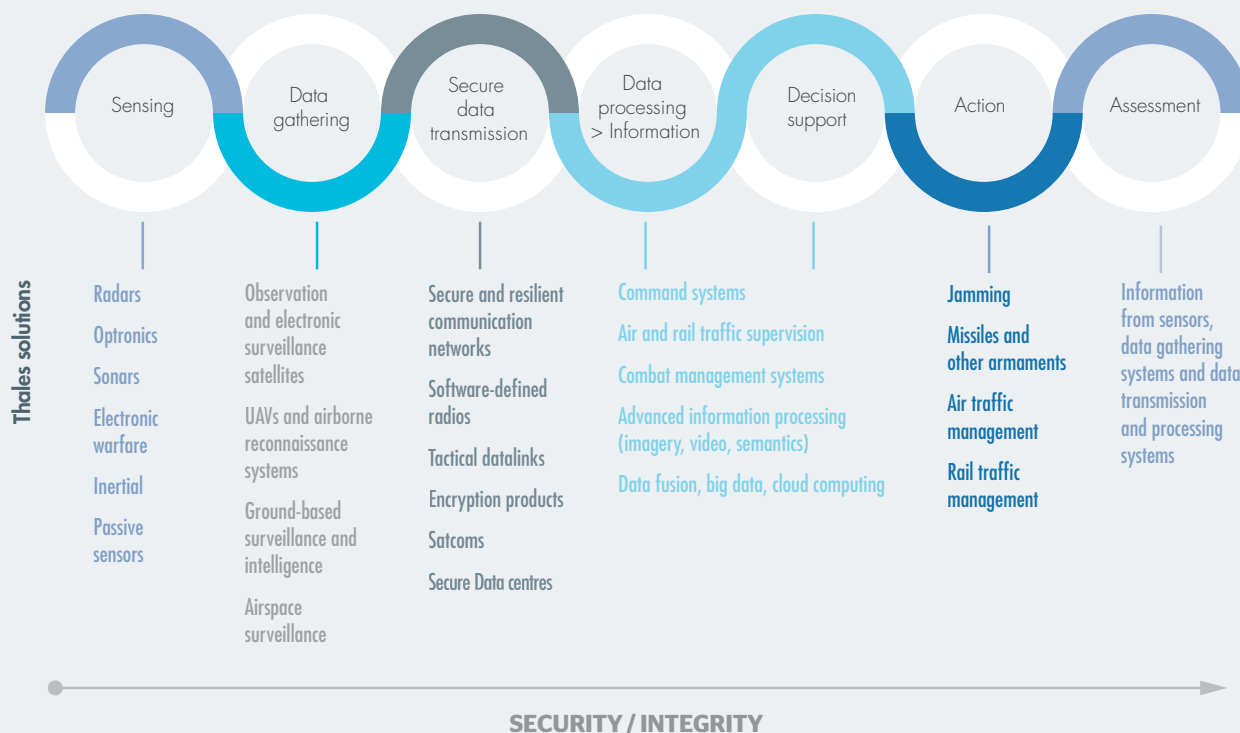 Sensing
Data
gathering
Secure
data
transmission
Data
processing
> Information
Decision
support
Action
Assessment
Thales solutions
Radars
Optronics
Sonars
Electronic
warfare
Inertial
Passive
sensors
Observation
and electronic
surveillance
satellites
UAVs and airborne
reconnaissance
systems
Ground-based
surveillance and
intelligence
Airspace
surveillance
Secure and resilient
communication
networks
Software-defined
radios
Tactical datalinks
Encryption products
Satcoms
Secure Data centres
Command systems
Air and rail traffic supervision
Combat management systems
Advanced information processing
(imagery, video, semantics)
Data fusion, big data, cloud computing
Jamming
Missiles and
other armaments
Air traffic
management
Rail traffic
management
Information
from sensors,
data gathering
systems and data
transmission
and processing
systems
SECURITY / INTEGRITY